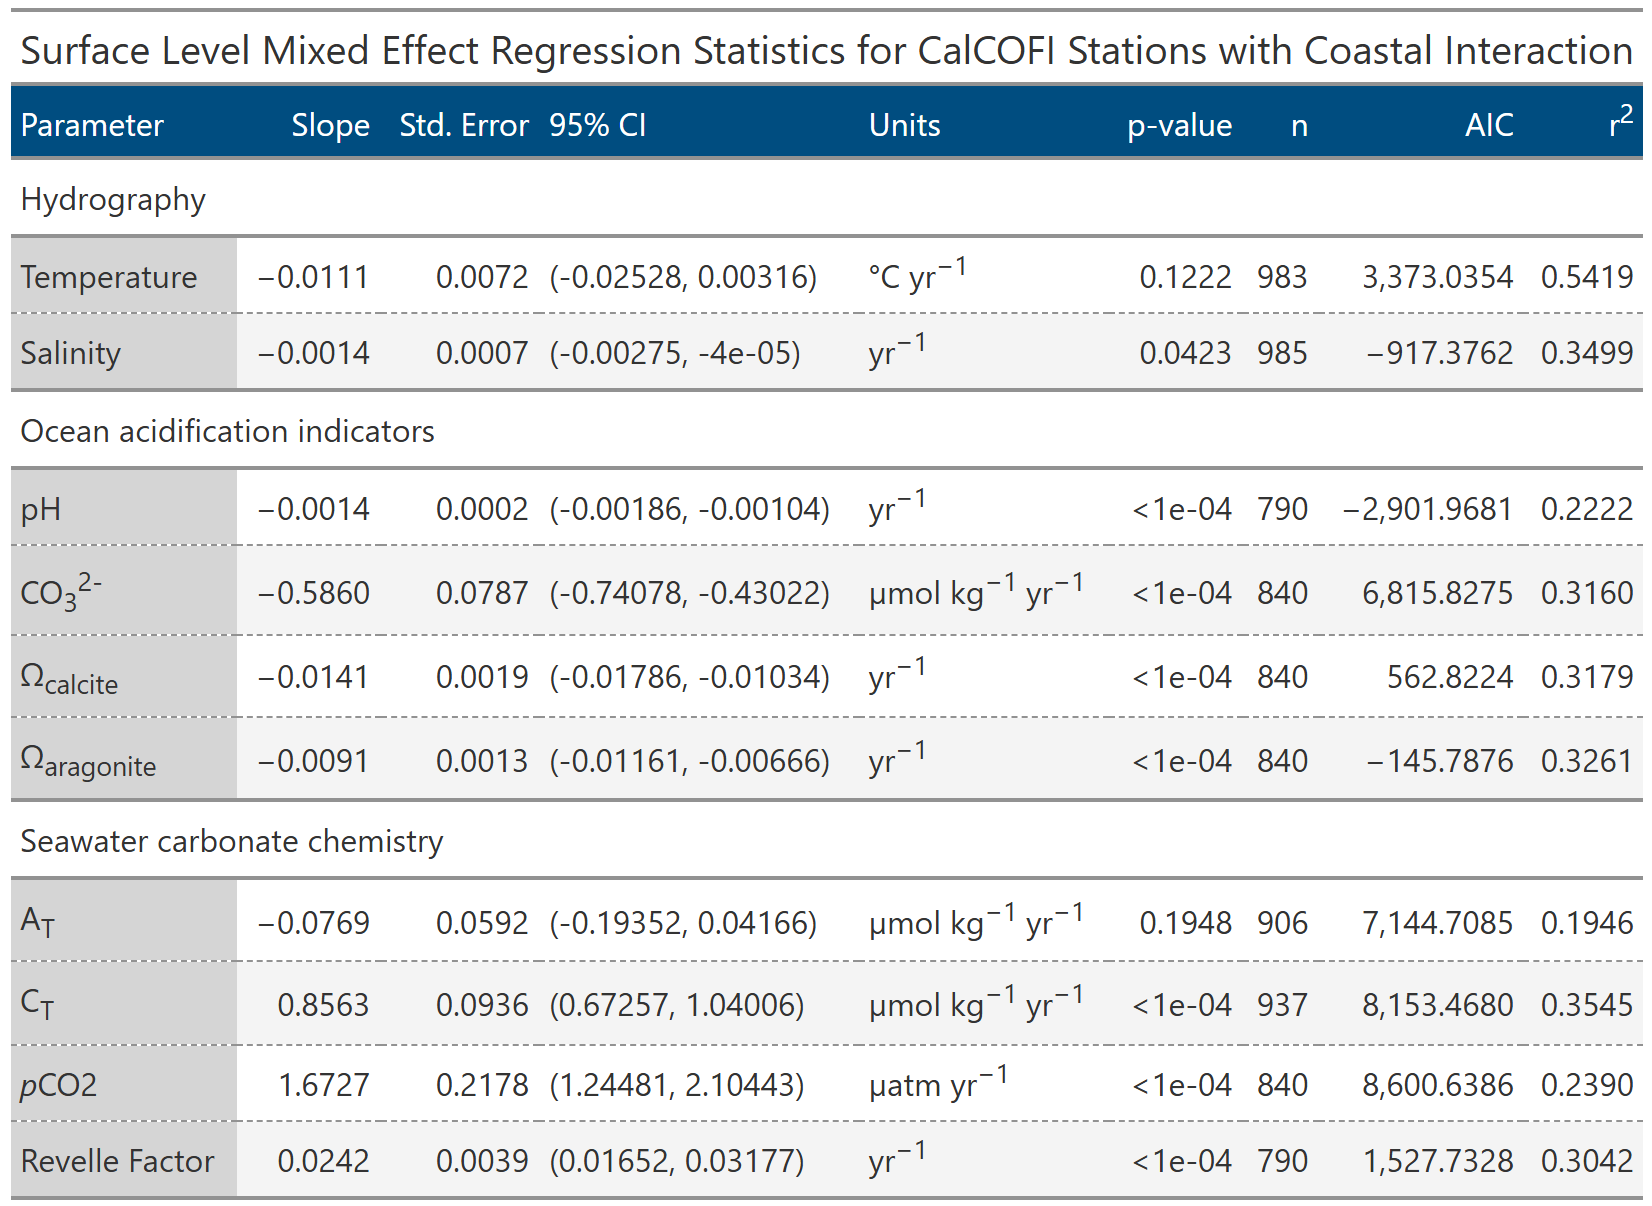 Surface Level Mixed Effect Regression Statistics for CalCOFI Stations with Coastal Interaction
Parameter Slope Std. Error 95% CI Units p-value n AIC r²
Hydrography
Temperature −0.0111 0.0072 (-0.02528, 0.00316) °C yr⁻¹ 0.1222 983 3,373.0354 0.5419
Salinity −0.0014 0.0007 (-0.00275, -4e-05) yr⁻¹ 0.0423 985 −917.3762 0.3499
Ocean acidification indicators
pH −0.0014 0.0002 (-0.00186, -0.00104) yr⁻¹ <1e-04 790 −2,901.9681 0.2222
CO₃²⁻ −0.5860 0.0787 (-0.74078, -0.43022) μmol kg⁻¹ yr⁻¹ <1e-04 840 6,815.8275 0.3160
Ωcalcite −0.0141 0.0019 (-0.01786, -0.01034) yr⁻¹ <1e-04 840 562.8224 0.3179
Ωaragonite −0.0091 0.0013 (-0.01161, -0.00666) yr⁻¹ <1e-04 840 −145.7876 0.3261
Seawater carbonate chemistry
AT −0.0769 0.0592 (-0.19352, 0.04166) μmol kg⁻¹ yr⁻¹ 0.1948 906 7,144.7085 0.1946
CT 0.8563 0.0936 (0.67257, 1.04006) μmol kg⁻¹ yr⁻¹ <1e-04 937 8,153.4680 0.3545
pCO2 1.6727 0.2178 (1.24481, 2.10443) μatm yr⁻¹ <1e-04 840 8,600.6386 0.2390
Revelle Factor 0.0242 0.0039 (0.01652, 0.03177) yr⁻¹ <1e-04 790 1,527.7328 0.3042